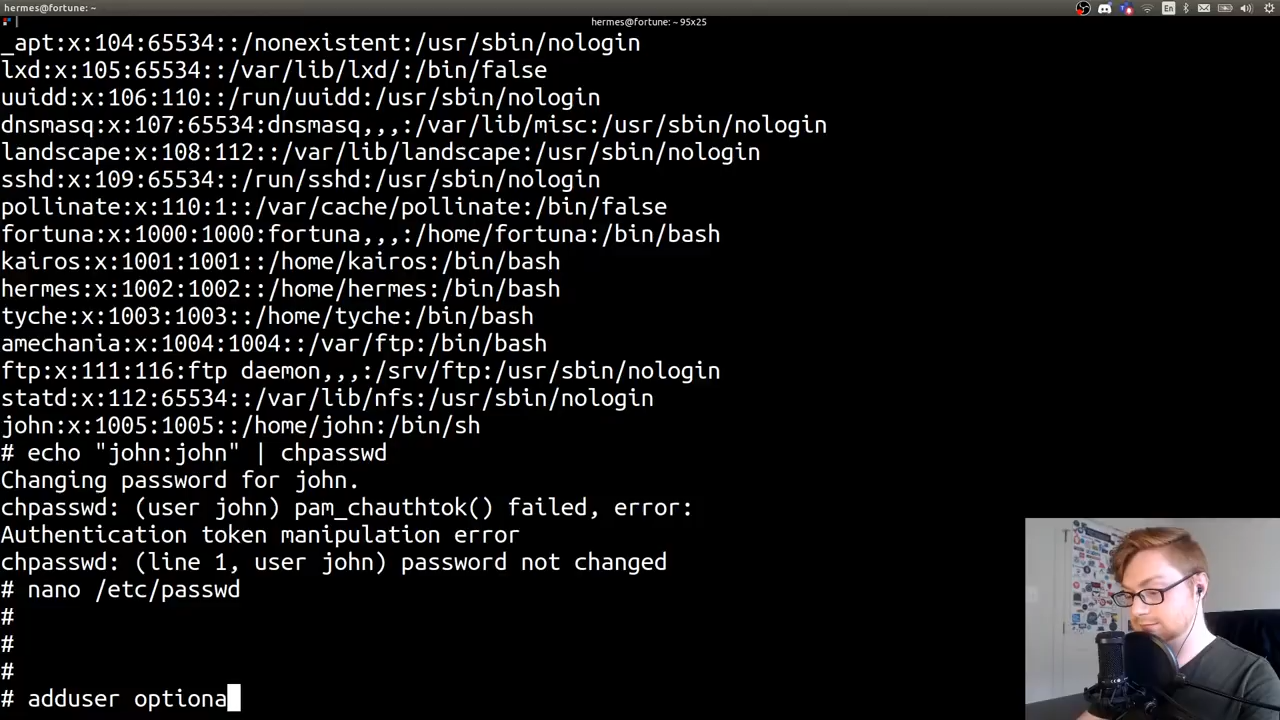 hermes@fortune: ~
En
hermes@fortune: ~ 95x25
_apt:x:104:65534::/nonexistent:/usr/sbin/nologin
lxd:x:105:65534::/var/lib/lxd/:/bin/false
uuidd:x:106:110::/run/uuidd:/usr/sbin/nologin
dnsmasq:x:107:65534:dnsmasq,,,:/var/lib/misc:/usr/sbin/nologin
landscape:x:108:112::/var/lib/landscape:/usr/sbin/nologin
sshd:x:109:65534::/run/sshd:/usr/sbin/nologin
pollinate:x:110:1::/var/cache/pollinate:/bin/false
fortuna:x:1000:1000:fortuna,,,:/home/fortuna:/bin/bash
kairos:x:1001:1001::/home/kairos:/bin/bash
hermes:x:1002:1002::/home/hermes:/bin/bash
tyche:x:1003:1003::/home/tyche:/bin/bash
amechania:x:1004:1004::/var/ftp:/bin/bash
ftp:x:111:116:ftp daemon,,,:/srv/ftp:/usr/sbin/nologin
statd:x:112:65534::/var/lib/nfs:/usr/sbin/nologin
john:x:1005:1005::/home/john:/bin/sh
# echo "john:john" | chpasswd
Changing password for john.
chpasswd: (user john) pam_chauthtok() failed, error:
Authentication token manipulation error
chpasswd: (line 1, user john) password not changed
# nano /etc/passwd
#
#
#
# adduser optiona